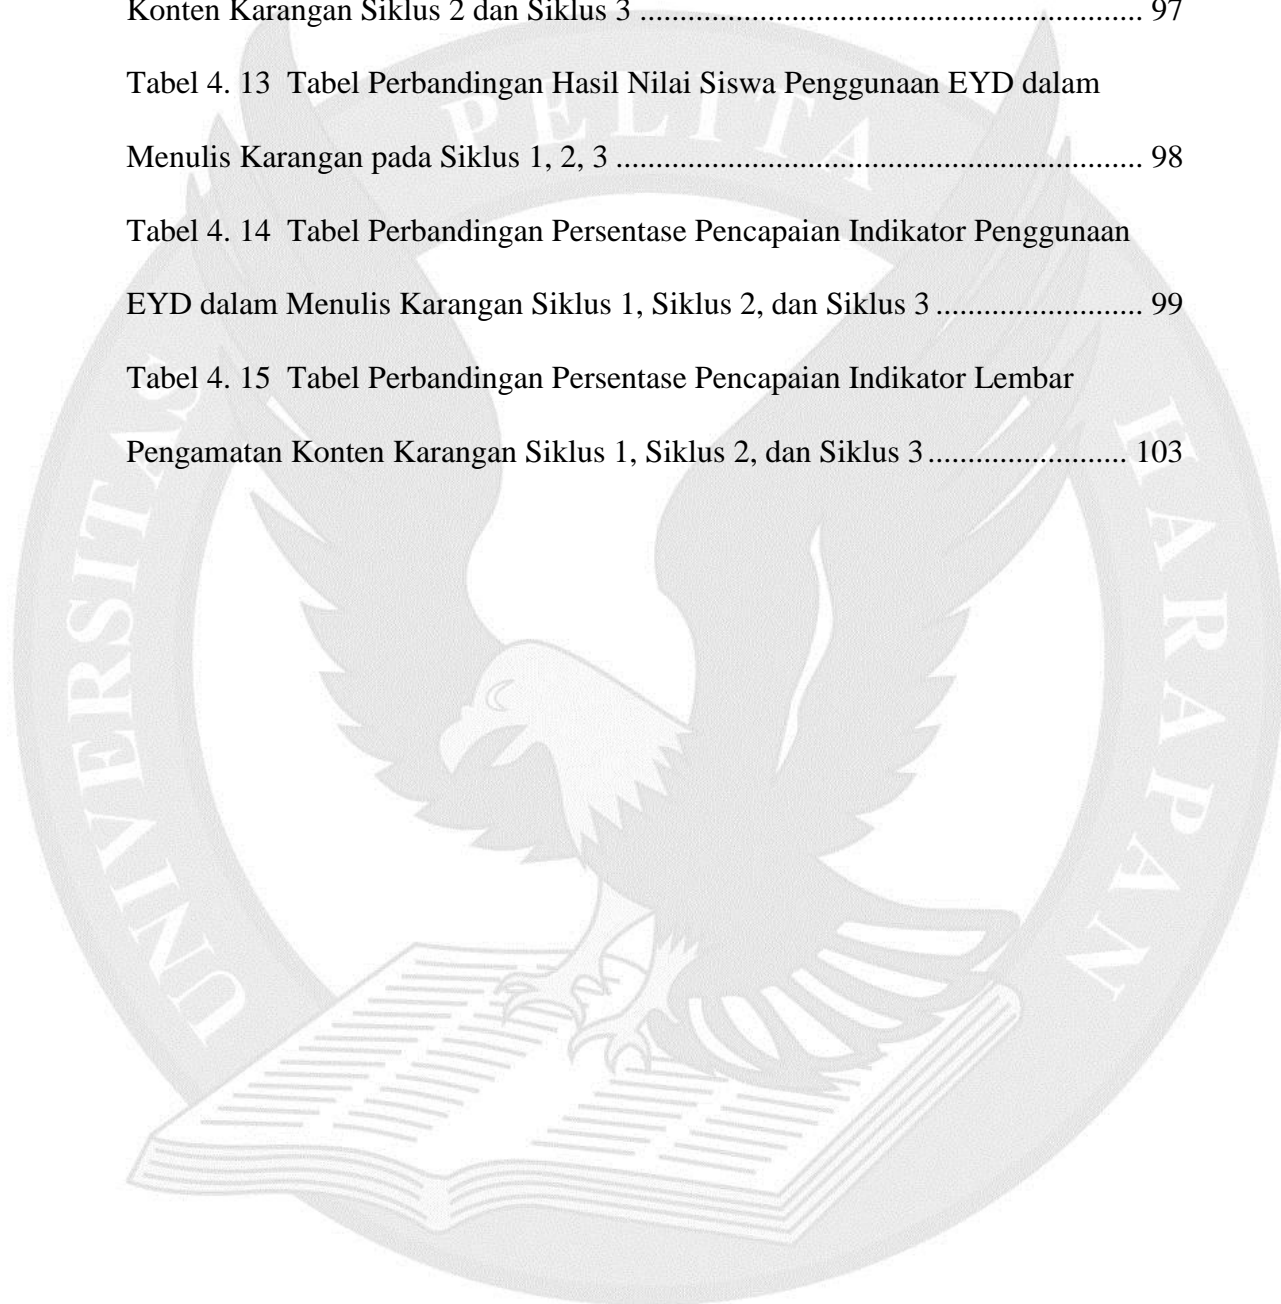 Konten Karangan Siklus 2 dan Siklus 3 ........................................................ 97
Tabel 4. 13  Tabel Perbandingan Hasil Nilai Siswa Penggunaan EYD dalam
Menulis Karangan pada Siklus 1, 2, 3 .......................................................... 98
Tabel 4. 14  Tabel Perbandingan Persentase Pencapaian Indikator Penggunaan
EYD dalam Menulis Karangan Siklus 1, Siklus 2, dan Siklus 3 ....................... 99
Tabel 4. 15  Tabel Perbandingan Persentase Pencapaian Indikator Lembar
Pengamatan Konten Karangan Siklus 1, Siklus 2, dan Siklus 3 ...................... 103
UNIVERSITAS PELITA HARAPAN